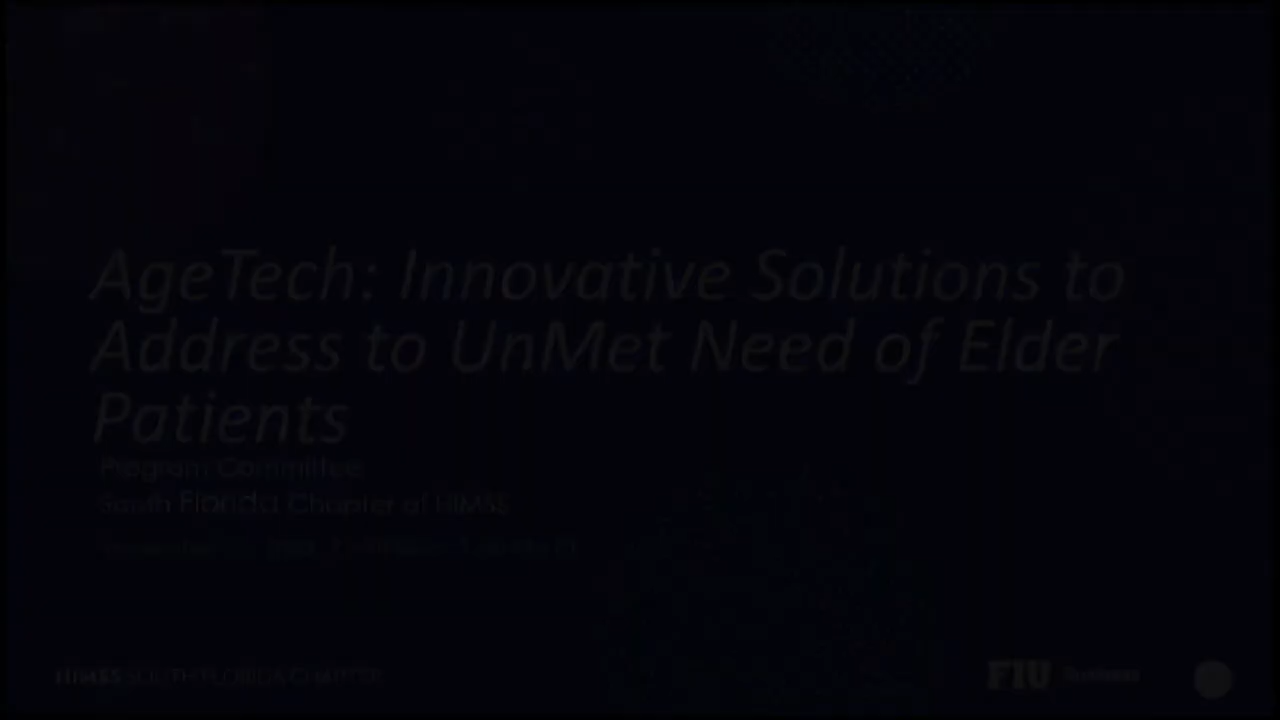 AgeTech: Innovative Solutions to
Address to UnMet Need of Elder
Patients
Program Committee
South Florida Chapter of HIMSS
HIMSS SOUTH FLORIDA CHAPTER
FIU Business